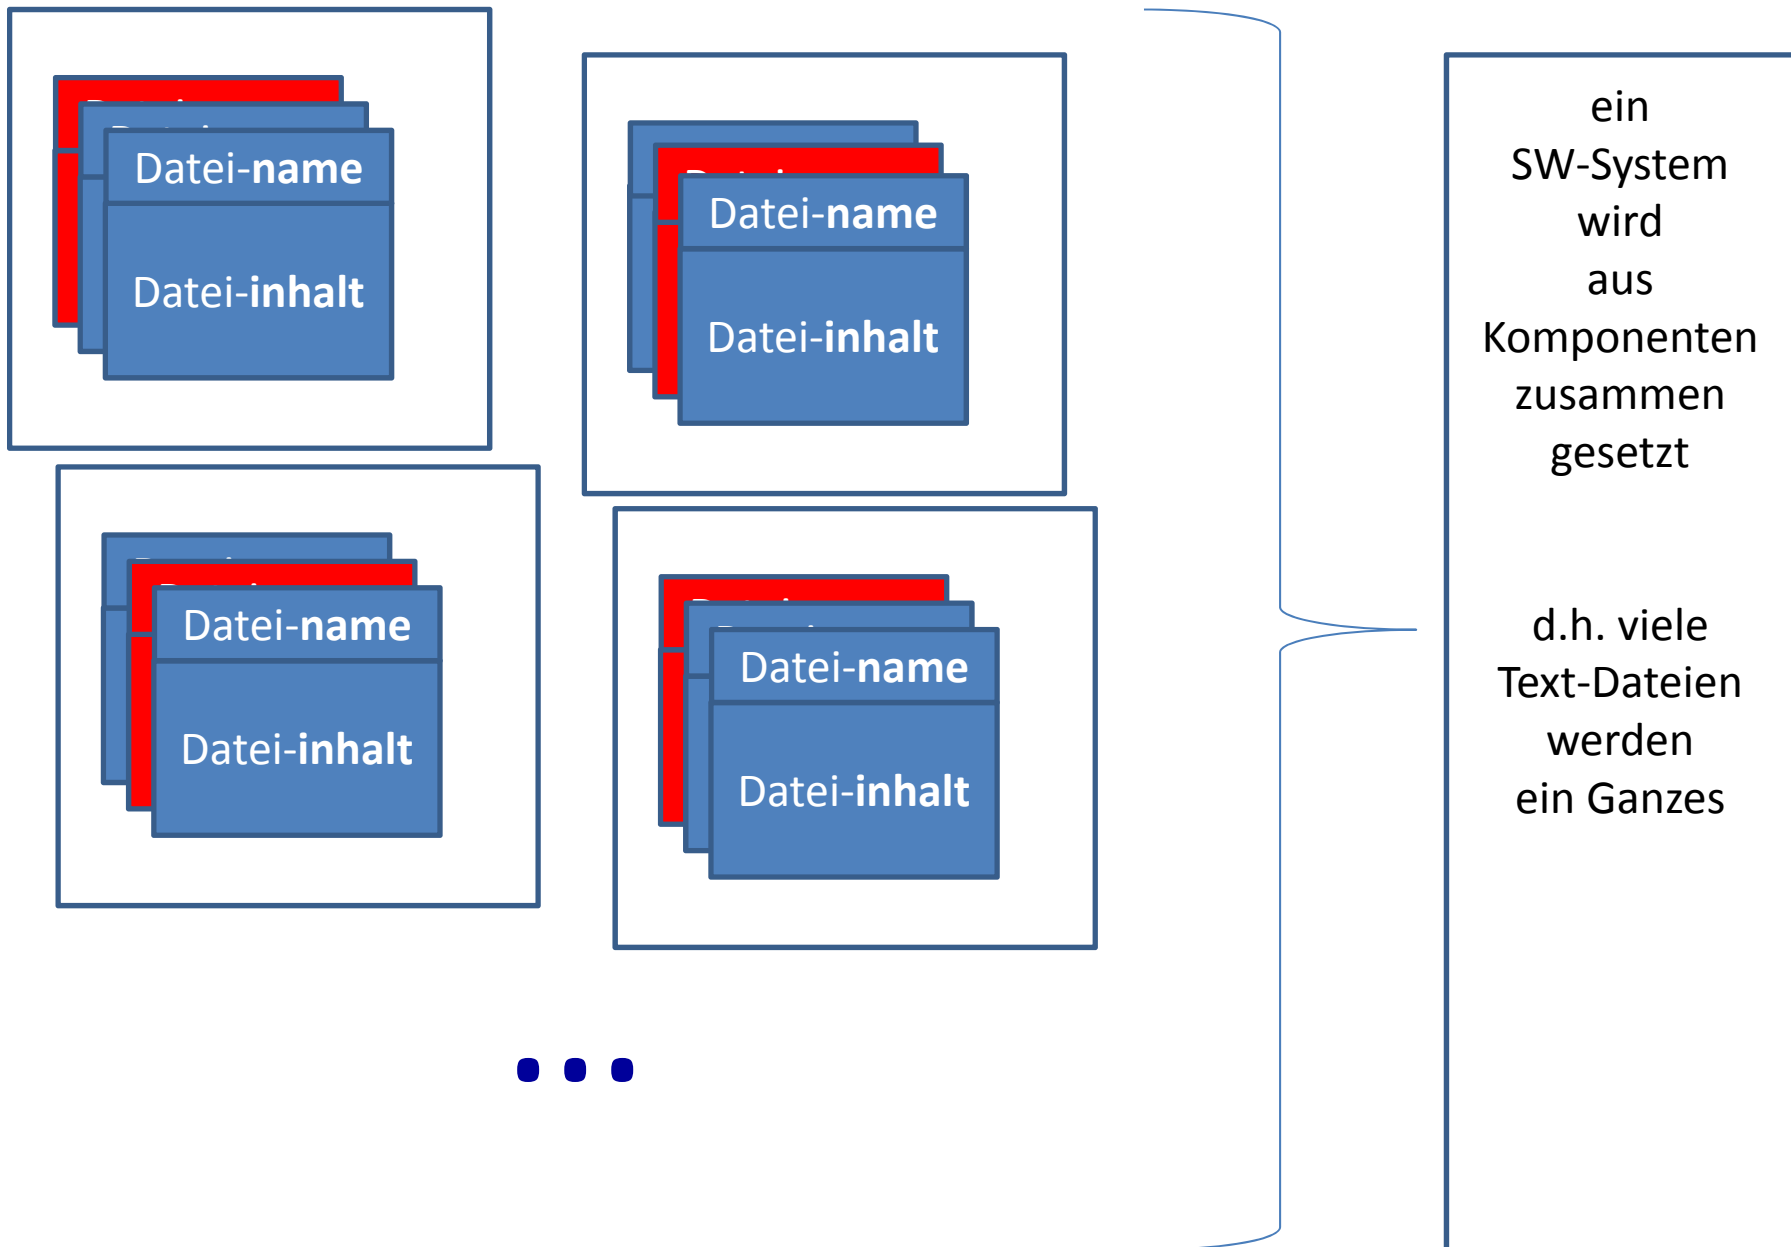 Datei-name
Datei-inhalt
Datei-name
Datei-inhalt
Datei-name
Datei-inhalt
Datei-name
Datei-inhalt
...
ein
SW-System
wird
aus
Komponenten
zusammen
gesetzt
d.h. viele
Text-Dateien
werden
ein Ganzes